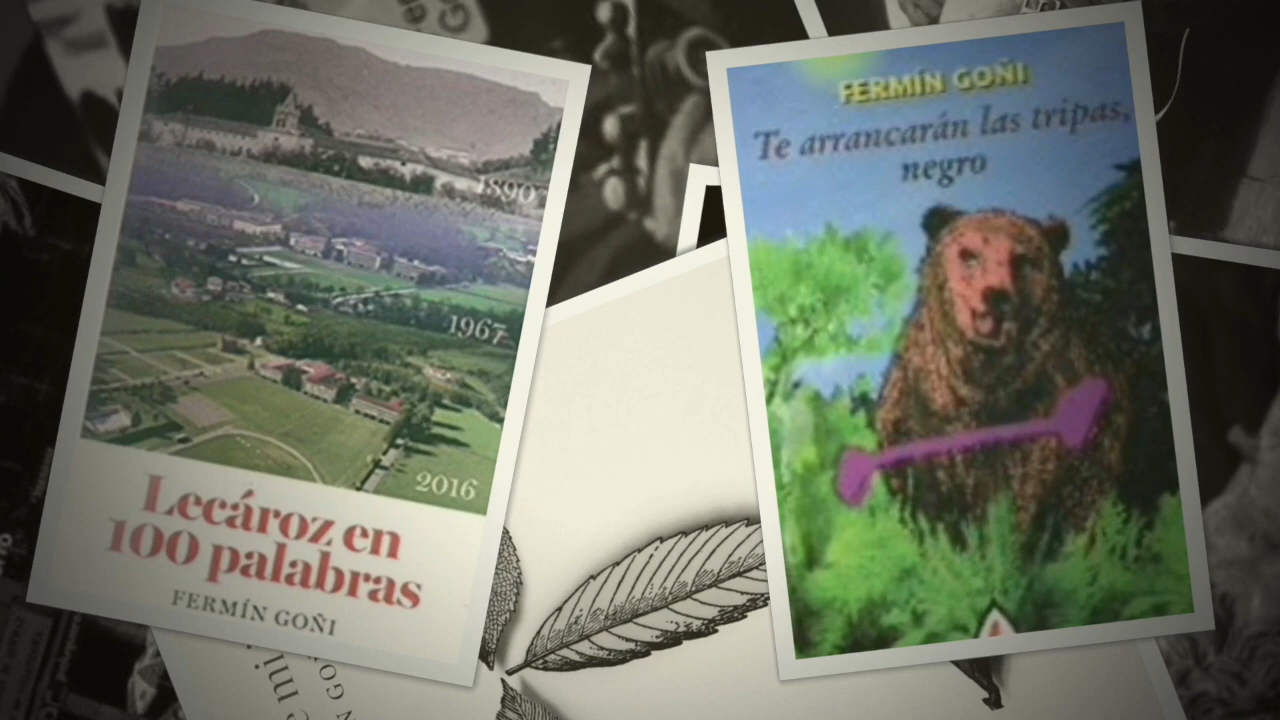 1890
1967
2016
Lecároz en
100 palabras
FERMÍN GOÑI
FERMÍN GOÑI
Te arrancarán las tripas,
negro